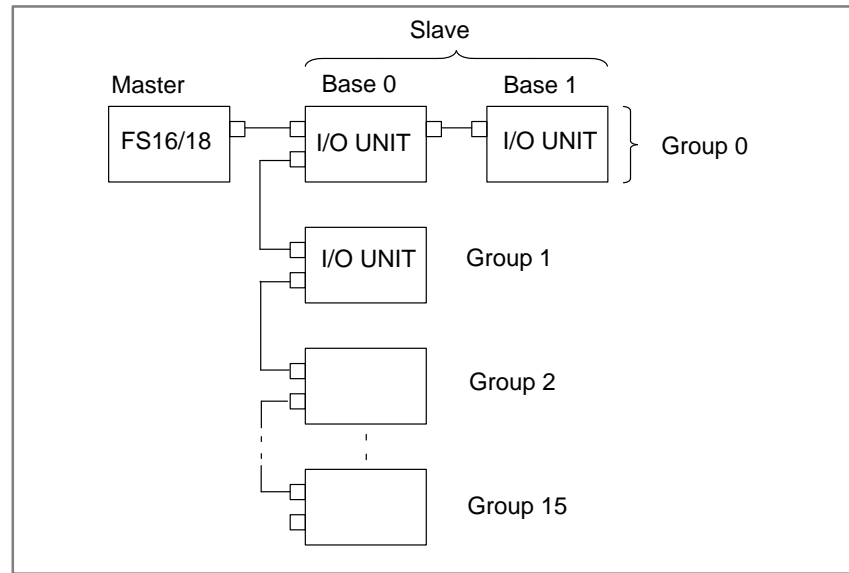 Slave
Master
Base 0
Base 1
FS16/18
I/O UNIT
I/O UNIT
Group 0
I/O UNIT
Group 1
Group 2
Group 15